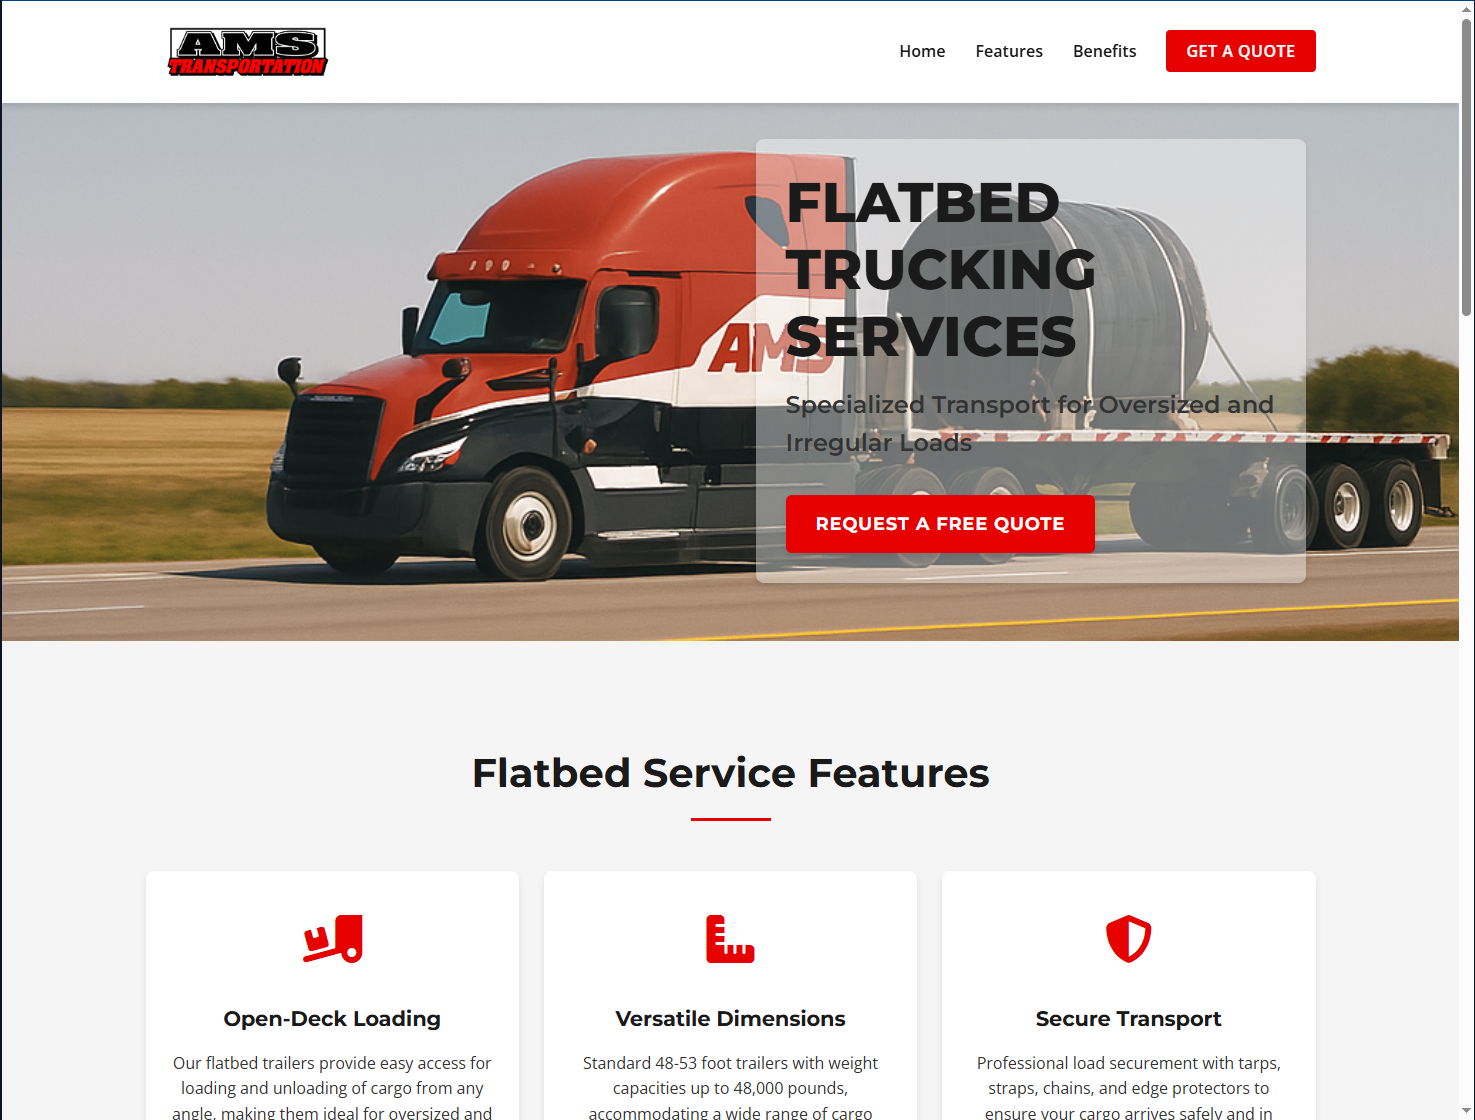 AMS
TRANSPORTATION
Home
Features
Benefits
GET A QUOTE
FLATBED
TRUCKING
SERVICES
AMS
Specialized Transport for Oversized and
Irregular Loads
REQUEST A FREE QUOTE
Flatbed Service Features
Open-Deck Loading
Our flatbed trailers provide easy access for
loading and unloading of cargo from any
angle, making them ideal for oversized and
Versatile Dimensions
Standard 48-53 foot trailers with weight
capacities up to 48,000 pounds,
accommodating a wide range of cargo
Secure Transport
Professional load securement with tarps,
straps, chains, and edge protectors to
ensure your cargo arrives safely and in